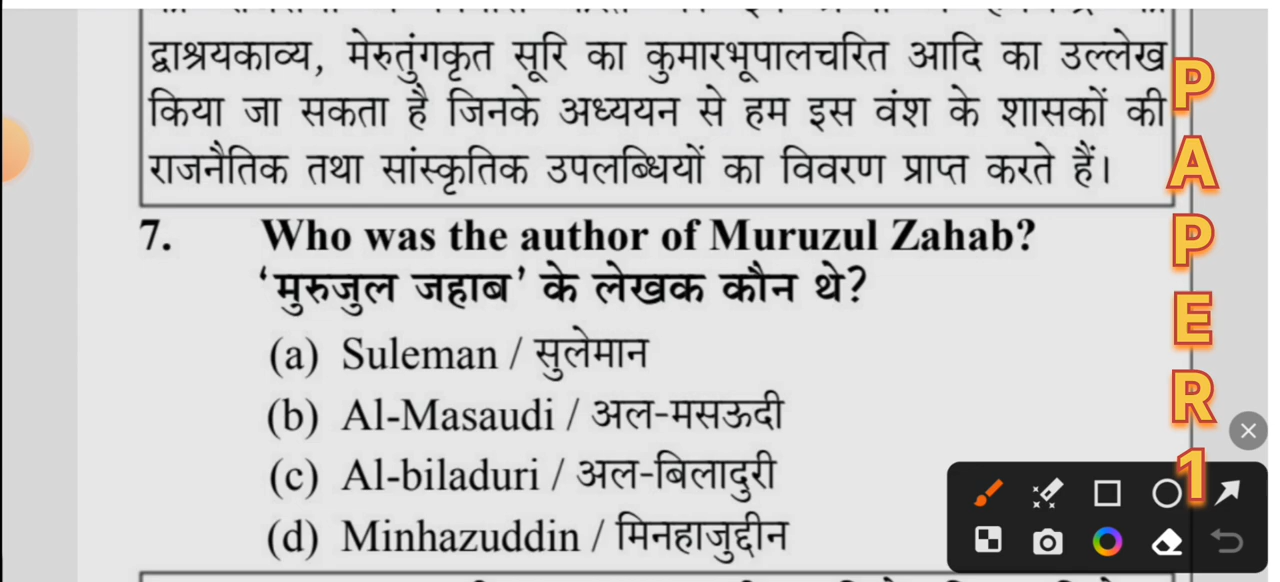 द्वाश्रयकाव्य, मेरुतुंगकृत सूरि का कुमारभूपालचरित आदि का उल्लेख
किया जा सकता है जिनके अध्ययन से हम इस वंश के शासकों की
राजनैतिक तथा सांस्कृतिक उपलब्धियों का विवरण प्राप्त करते हैं।
7. Who was the author of Muruzul Zahab?
‘मुरुजुल जहाब’ के लेखक कौन थे?
(a) Suleman / सुलेमान
(b) Al-Masaudi / अल-मसऊदी
(c) Al-biladuri / अल-बिलादुरी
(d) Minhazuddin / मिनहाजुद्दीन
PAPER1